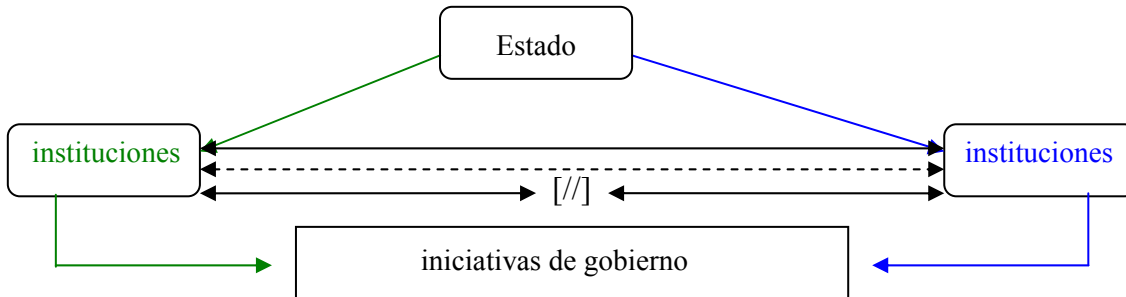 Estado
instituciones
instituciones
[//]
iniciativas de gobierno